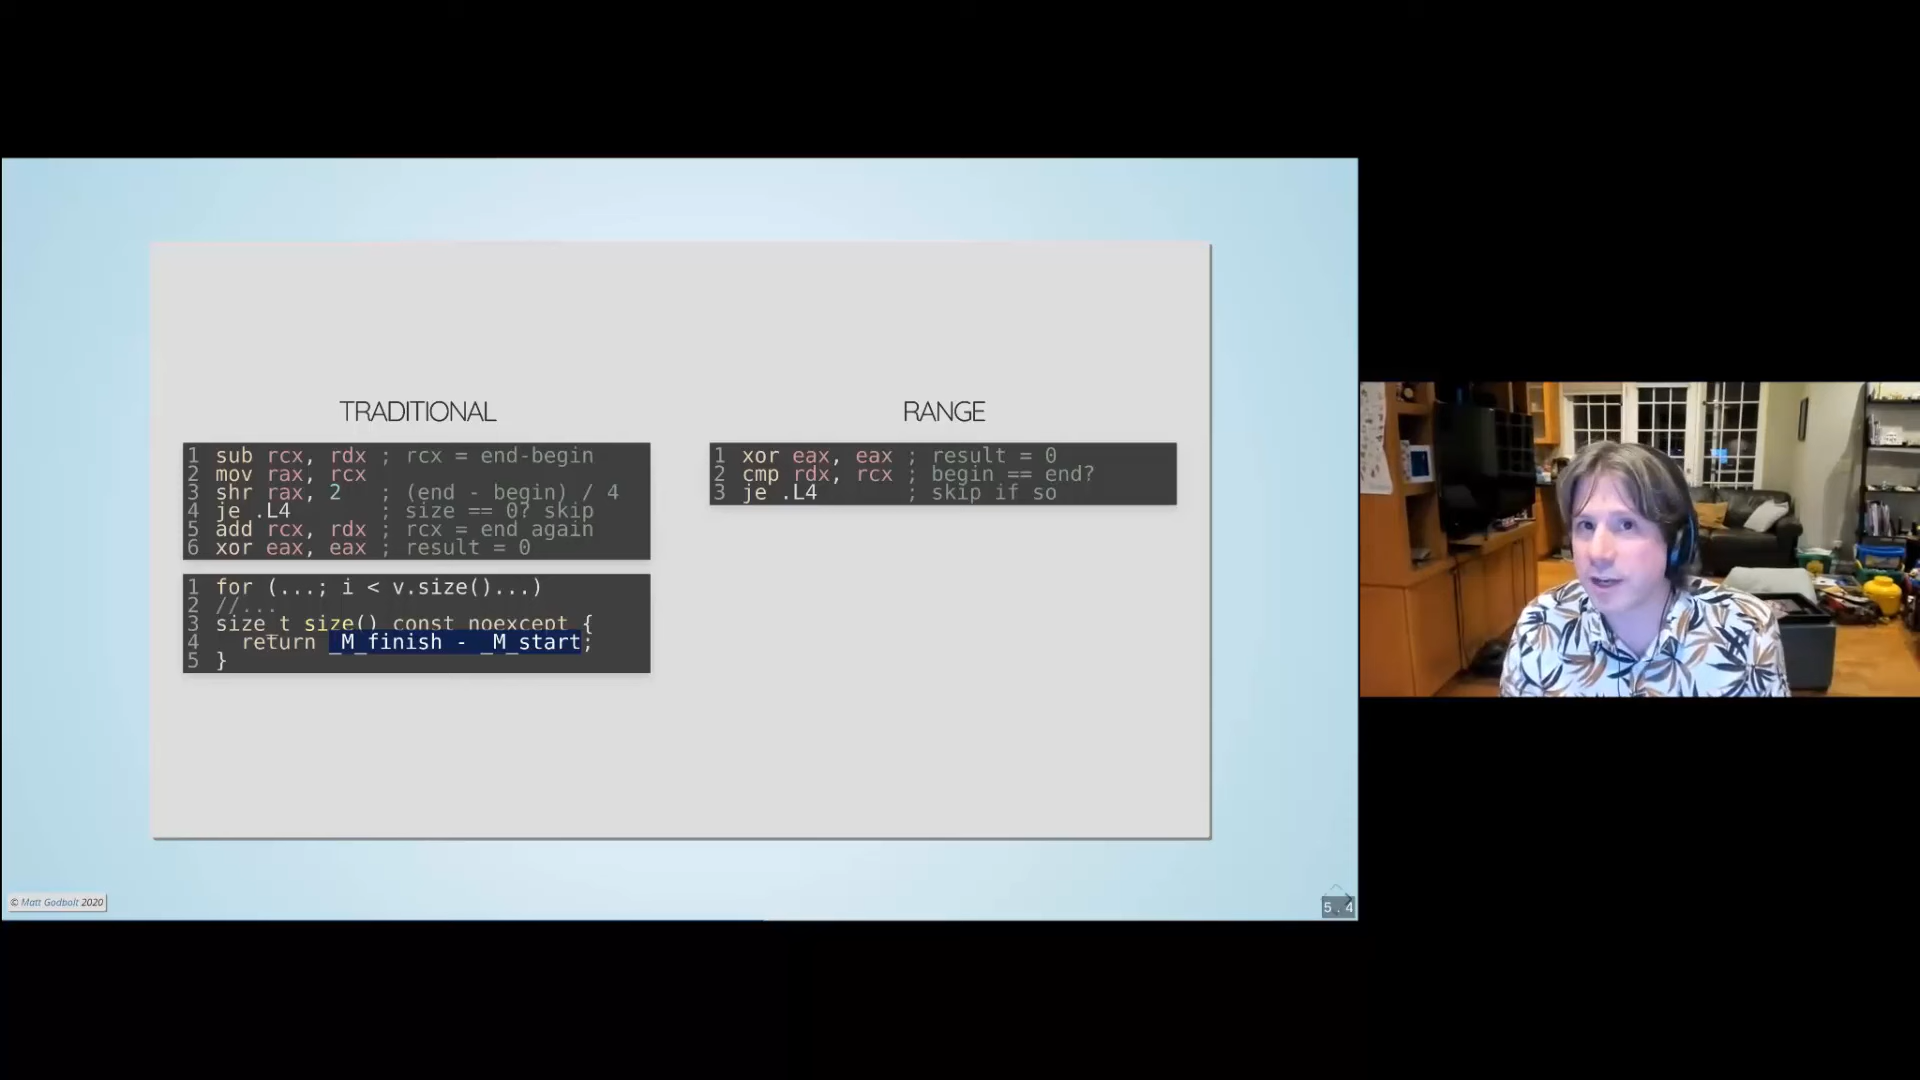 TRADITIONAL
1 sub rcx, rdx ; rcx = end-begin
2 mov rax, rcx
3 shr rax, 2 ; (end - begin) / 4
4 je .L4 ; size == 0? skip
5 add rcx, rdx ; rcx = end again
6 xor eax, eax ; result = 0
1 for (...; i < v.size()...)
2 //...
3 size_t size() const noexcept {
4 return _M_finish - _M_start;
5 }
RANGE
1 xor eax, eax ; result = 0
2 cmp rdx, rcx ; begin == end?
3 je .L4 ; skip if so
© Matt Godbolt 2020
5.4